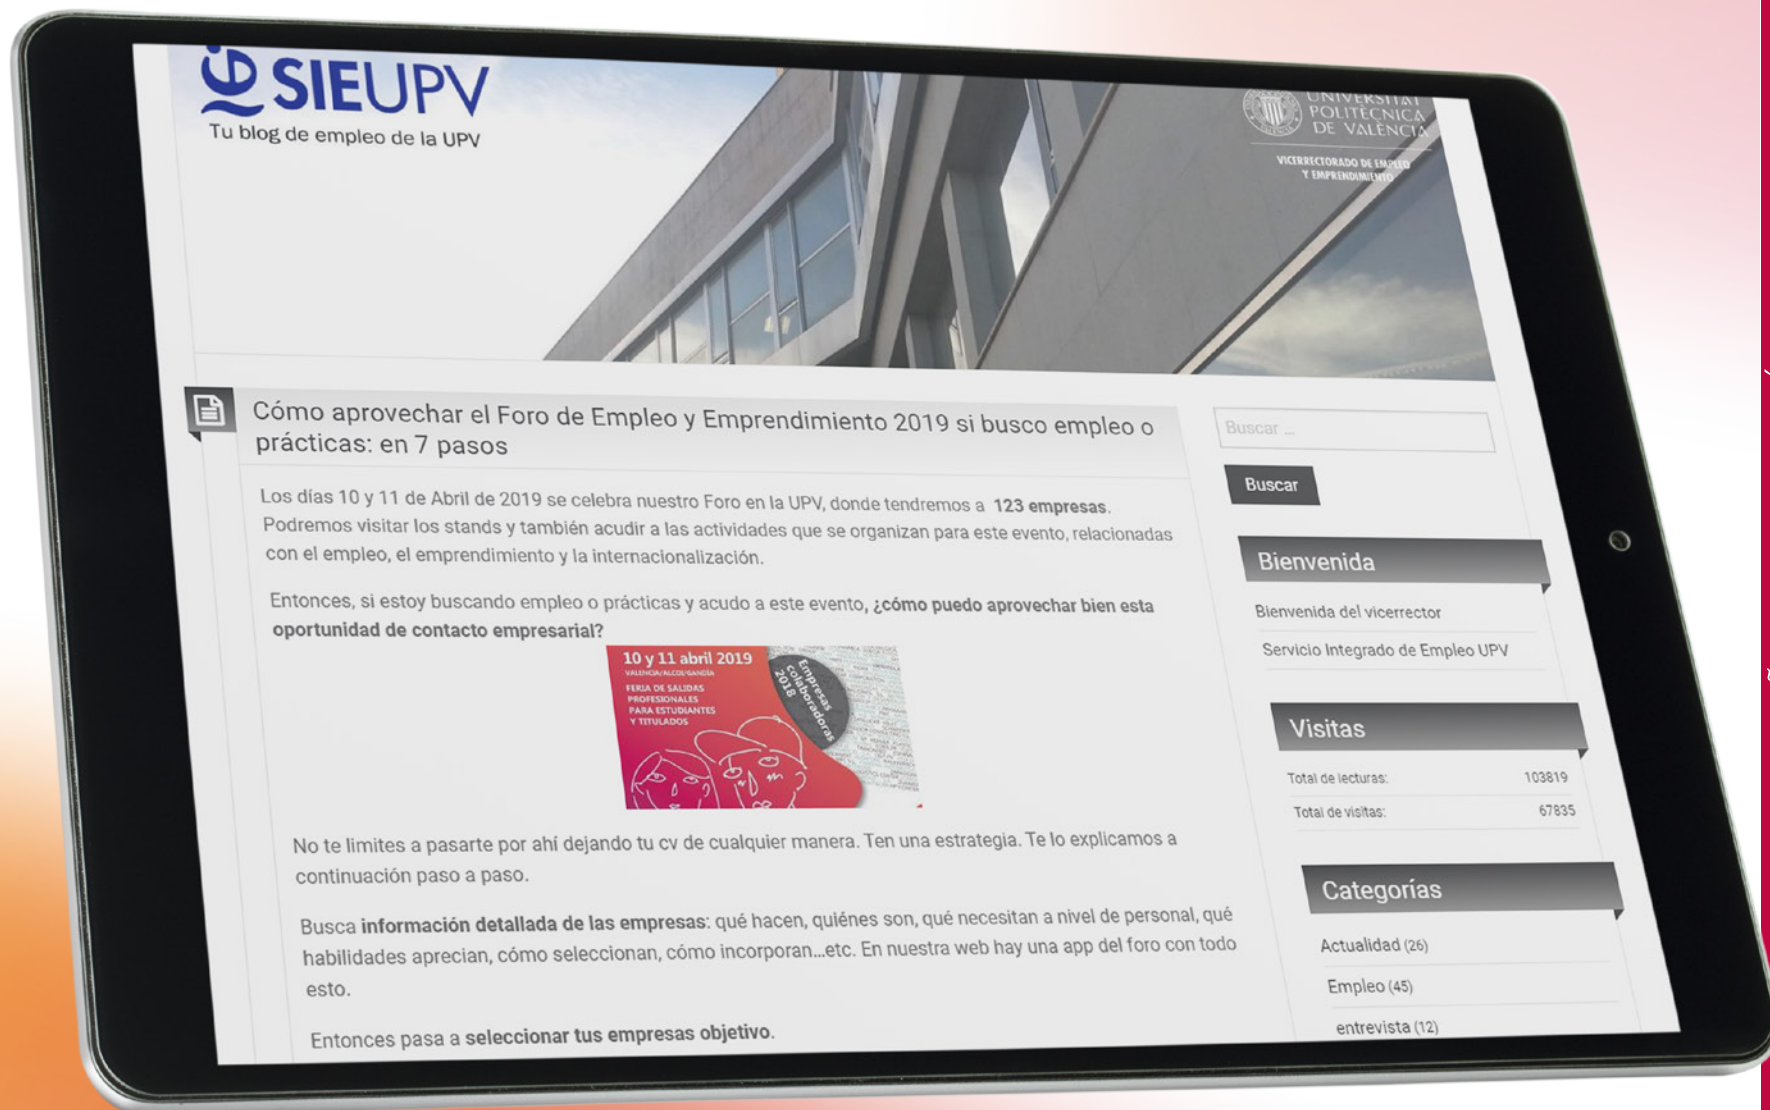 SIEUPV
Tu blog de empleo de la UPV
UNIVERSITAT
POLITÈCNICA
DE VALÈNCIA
VICERRECTORADO DE EMPLEO
Y EMPRENDIMIENTO
Cómo aprovechar el Foro de Empleo y Emprendimiento 2019 si busco empleo o
prácticas: en 7 pasos
Los días 10 y 11 de Abril de 2019 se celebra nuestro Foro en la UPV, donde tendremos a 123 empresas.
Podremos visitar los stands y también acudir a las actividades que se organizan para este evento, relacionadas
con el empleo, el emprendimiento y la internacionalización.
Entonces, si estoy buscando empleo o prácticas y acudo a este evento, ¿cómo puedo aprovechar bien esta
oportunidad de contacto empresarial?
10 y 11 abril 2019
VALENCIA/ALCOI/GANDÍA
FERIA DE SALIDAS
PROFESIONALES
PARA ESTUDIANTES
Y TITULADOS
Empresas
colaboradoras
2018
No te limites a pasarte por ahí dejando tu cv de cualquier manera. Ten una estrategia. Te lo explicamos a
continuación paso a paso.
Busca información detallada de las empresas: qué hacen, quiénes son, qué necesitan a nivel de personal, qué
habilidades aprecian, cómo seleccionan, cómo incorporan...etc. En nuestra web hay una app del foro con todo
esto.
Entonces pasa a seleccionar tus empresas objetivo.
Buscar ...
Buscar
Bienvenida
Bienvenida del vicerrector
Servicio Integrado de Empleo UPV
Visitas
Total de lecturas: 103819
Total de visitas: 67835
Categorías
Actualidad (26)
Empleo (45)
entrevista (12)